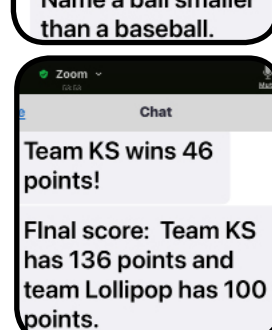 Name a ball smaller
than a baseball.
Zoom
Chat
Team KS wins 46
points!
FInal score: Team KS
has 136 points and
team Lollipop has 100
points.